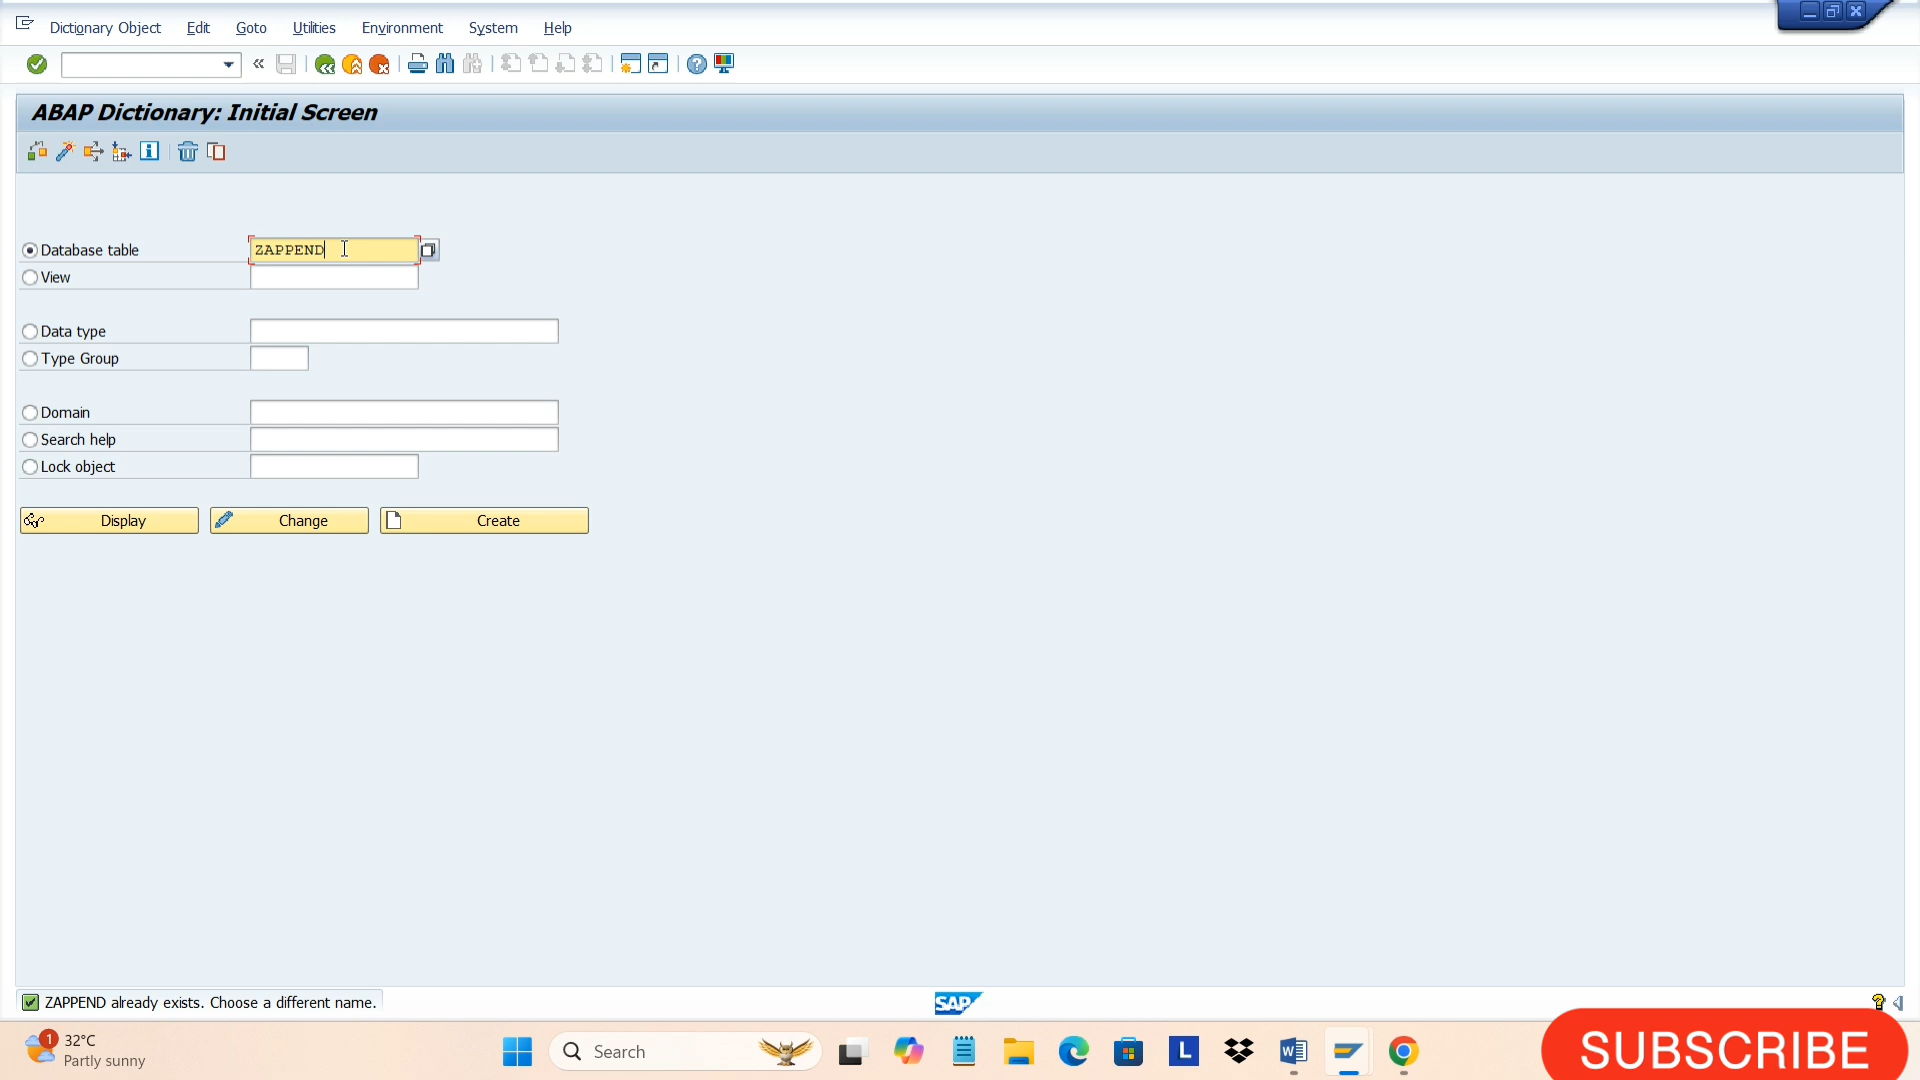 Dictionary Object Edit Goto Utilities Environment System Help
ABAP Dictionary: Initial Screen
Database table ZAPPEND
View
Data type
Type Group
Domain
Search help
Lock object
Display Change Create
ZAPPEND already exists. Choose a different name.
SAP
1 32°C
Partly sunny
Search
L
W
SUBSCRIBE